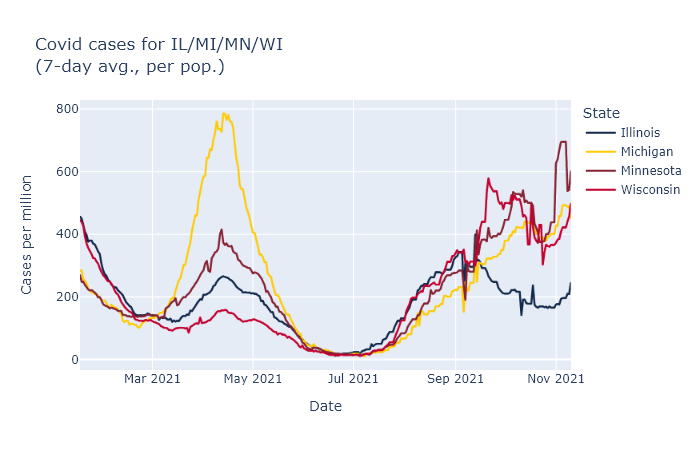 Covid cases for IL/MI/MN/WI
(7-day avg., per pop.)
State
Illinois
Michigan
Minnesota
Wisconsin
Cases per million
800
600
400
200
0
Mar 2021
May 2021
Jul 2021
Sep 2021
Nov 2021
Date